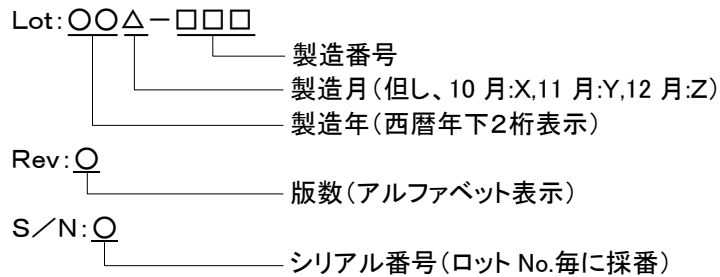 Lot:○○△－□□□
製造番号
製造月(但し、10 月:X,11 月:Y,12 月:Z)
製造年(西暦年下2桁表示)
Rev:○
版数(アルファベット表示)
S／N:○
シリアル番号(ロット No.毎に採番)